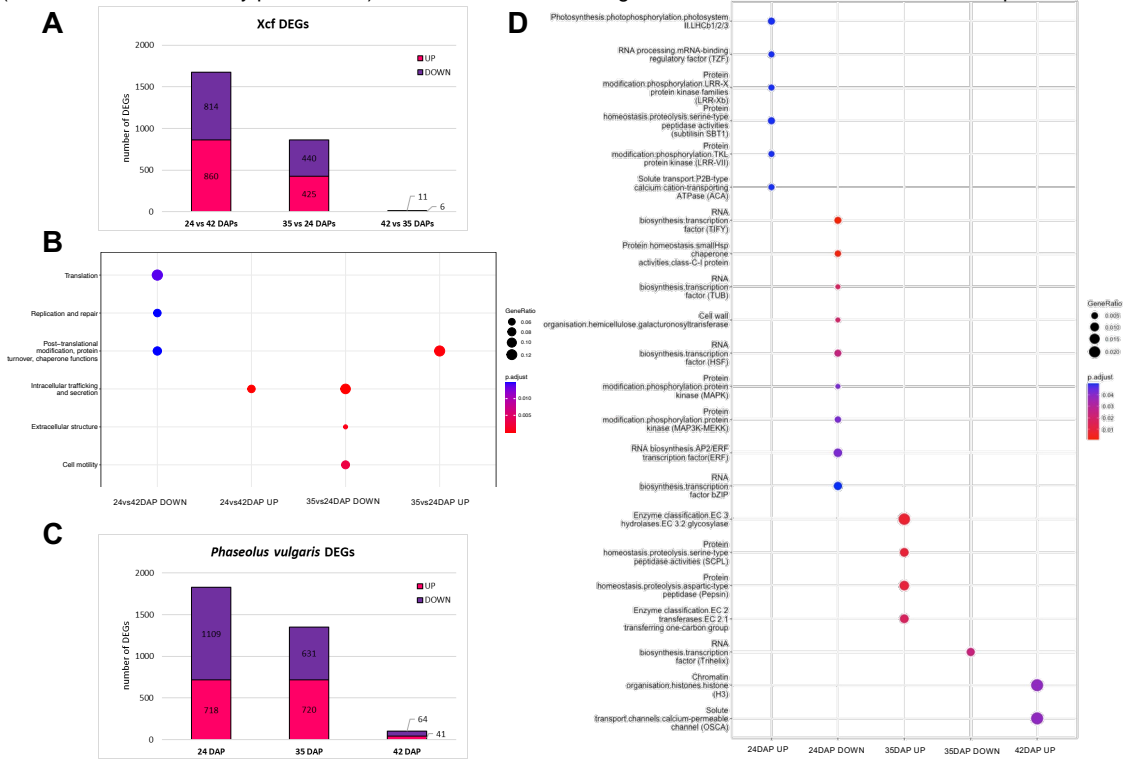 A
Xcf DEGs
2000
1500
1000
500
0
number of DEGs
UP
DOWN
814
860
440
425
11
6
24 vs 42 DAPs
35 vs 24 DAPs
42 vs 35 DAPs
B
Translation
Replication and repair
Post−translational
modification, protein
turnover, chaperone functions
Intracellular trafficking
and secretion
Extracellular structure
Cell motility
24vs42DAP DOWN
24vs42DAP UP
35vs24DAP DOWN
35vs24DAP UP
GeneRatio
0.06
0.08
0.10
0.12
p.adjust
0.010
0.005
C
Phaseolus vulgaris DEGs
2000
1500
1000
500
0
number of DEGs
UP
DOWN
1109
718
631
720
64
41
24 DAP
35 DAP
42 DAP
D
Photosynthesis.photophosphorylation.photosystem
II.LHCb1/2/3
RNA processing.mRNA-binding
regulatory factor (TZF)
Protein
modification.phosphorylation.LRR-X
protein kinase families
(LRR-Xb)
Protein
homeostasis.proteolysis.serine-type
peptidase activities
(subtilisin SBT1)
Protein
modification.phosphorylation.TKL
protein kinase (LRR-VII)
Solute transport.P2B-type
calcium cation-transporting
ATPase (ACA)
RNA
biosynthesis.transcription
factor (TIFY)
Protein homeostasis.smallHsp
chaperone
activities.class-C-I protein
RNA
biosynthesis.transcription
factor (TUB)
Cell wall
organisation.hemicellulose.galacturonosyltransferase
RNA
biosynthesis.transcription
factor (HSF)
Protein
modification.phosphorylation.protein
kinase (MAPK)
Protein
modification.phosphorylation.protein
kinase (MAP3K-MEKK)
RNA biosynthesis.AP2/ERF
transcription factor(ERF)
RNA
biosynthesis.transcription
factor bZIP
Enzyme classification.EC 3
hydrolases.EC 3.2 glycosylase
Protein
homeostasis.proteolysis.serine-type
peptidase activities (SCPL)
Protein
homeostasis.proteolysis.aspartic-type
peptidase (Pepsin)
Enzyme classification.EC 2
transferases.EC 2.1
transferring one-carbon group
RNA
biosynthesis.transcription
factor (Trihelix)
Chromatin
organisation.histones.histone
(H3)
Solute
transport.channels.calcium-permeable
channel (OSCA)
24DAP UP
24DAP DOWN
35DAP UP
35DAP DOWN
42DAP UP
GeneRatio
0.005
0.010
0.015
0.020
p.adjust
0.04
0.03
0.02
0.01